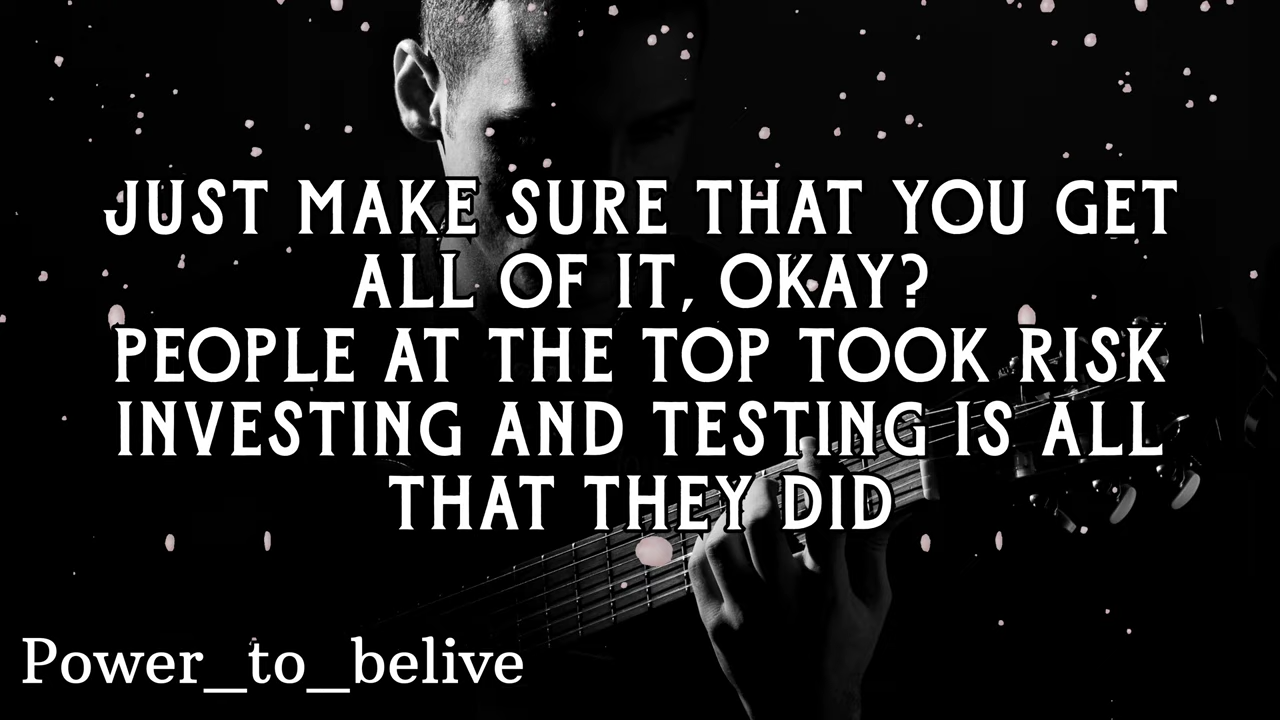 JUST MAKE SURE THAT YOU GET
ALL OF IT, OKAY?
PEOPLE AT THE TOP TOOK RISK
INVESTING AND TESTING IS ALL
THAT THEY DID
Power_to_belive